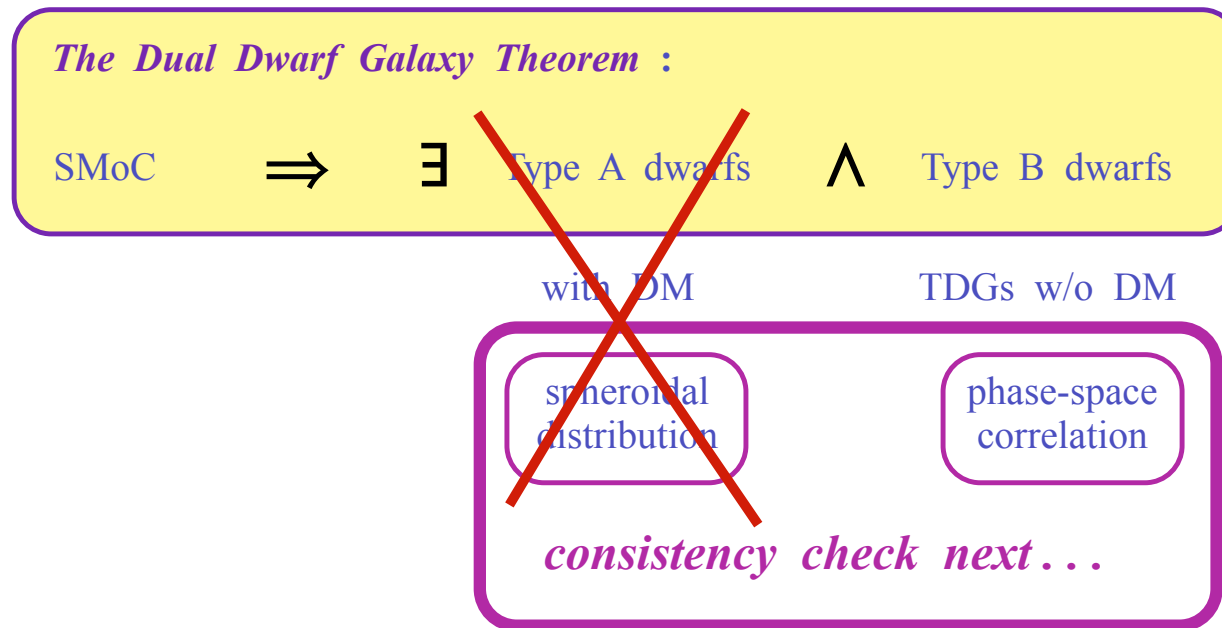 The Dual Dwarf Galaxy Theorem :
SMoC ⇒ ∃ Type A dwarfs ∧ Type B dwarfs
with DM TDGs w/o DM
spheroidal phase-space
distribution correlation
consistency check next . . .